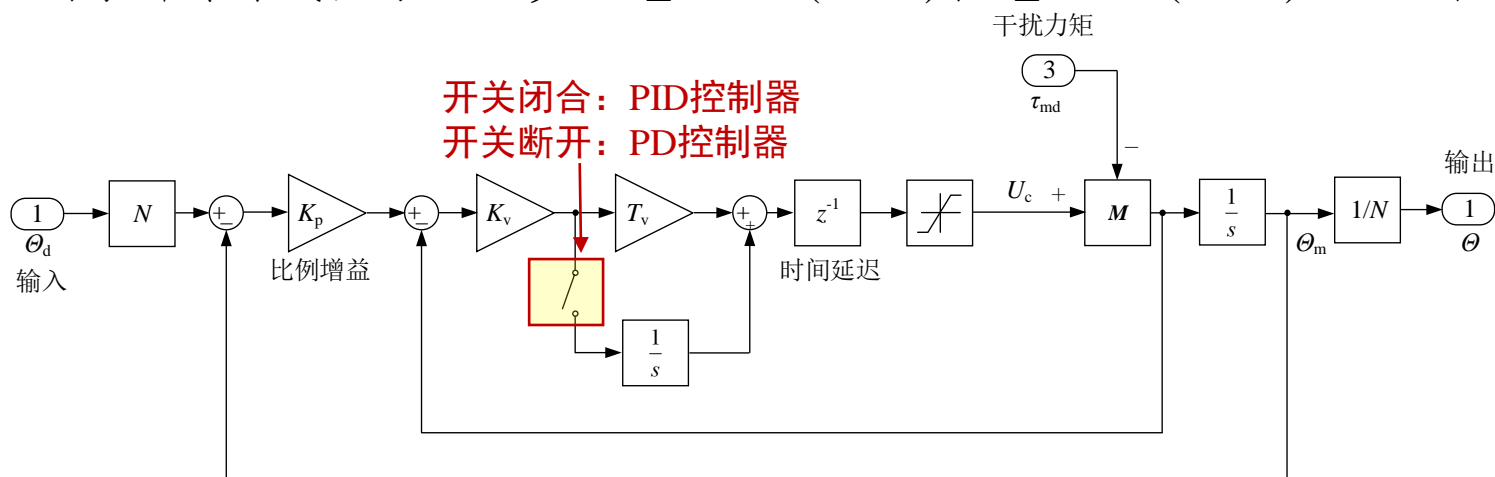 干扰力矩
3
τmd
开关闭合：PID控制器
开关断开：PD控制器
−
输出
1
Θd
输入
N
+
−
Kp
比例增益
+
−
Kv
Tv
+
+
z-1
时间延迟
Uc
+
M
1
s
Θm
1/N
1
Θ
1
s